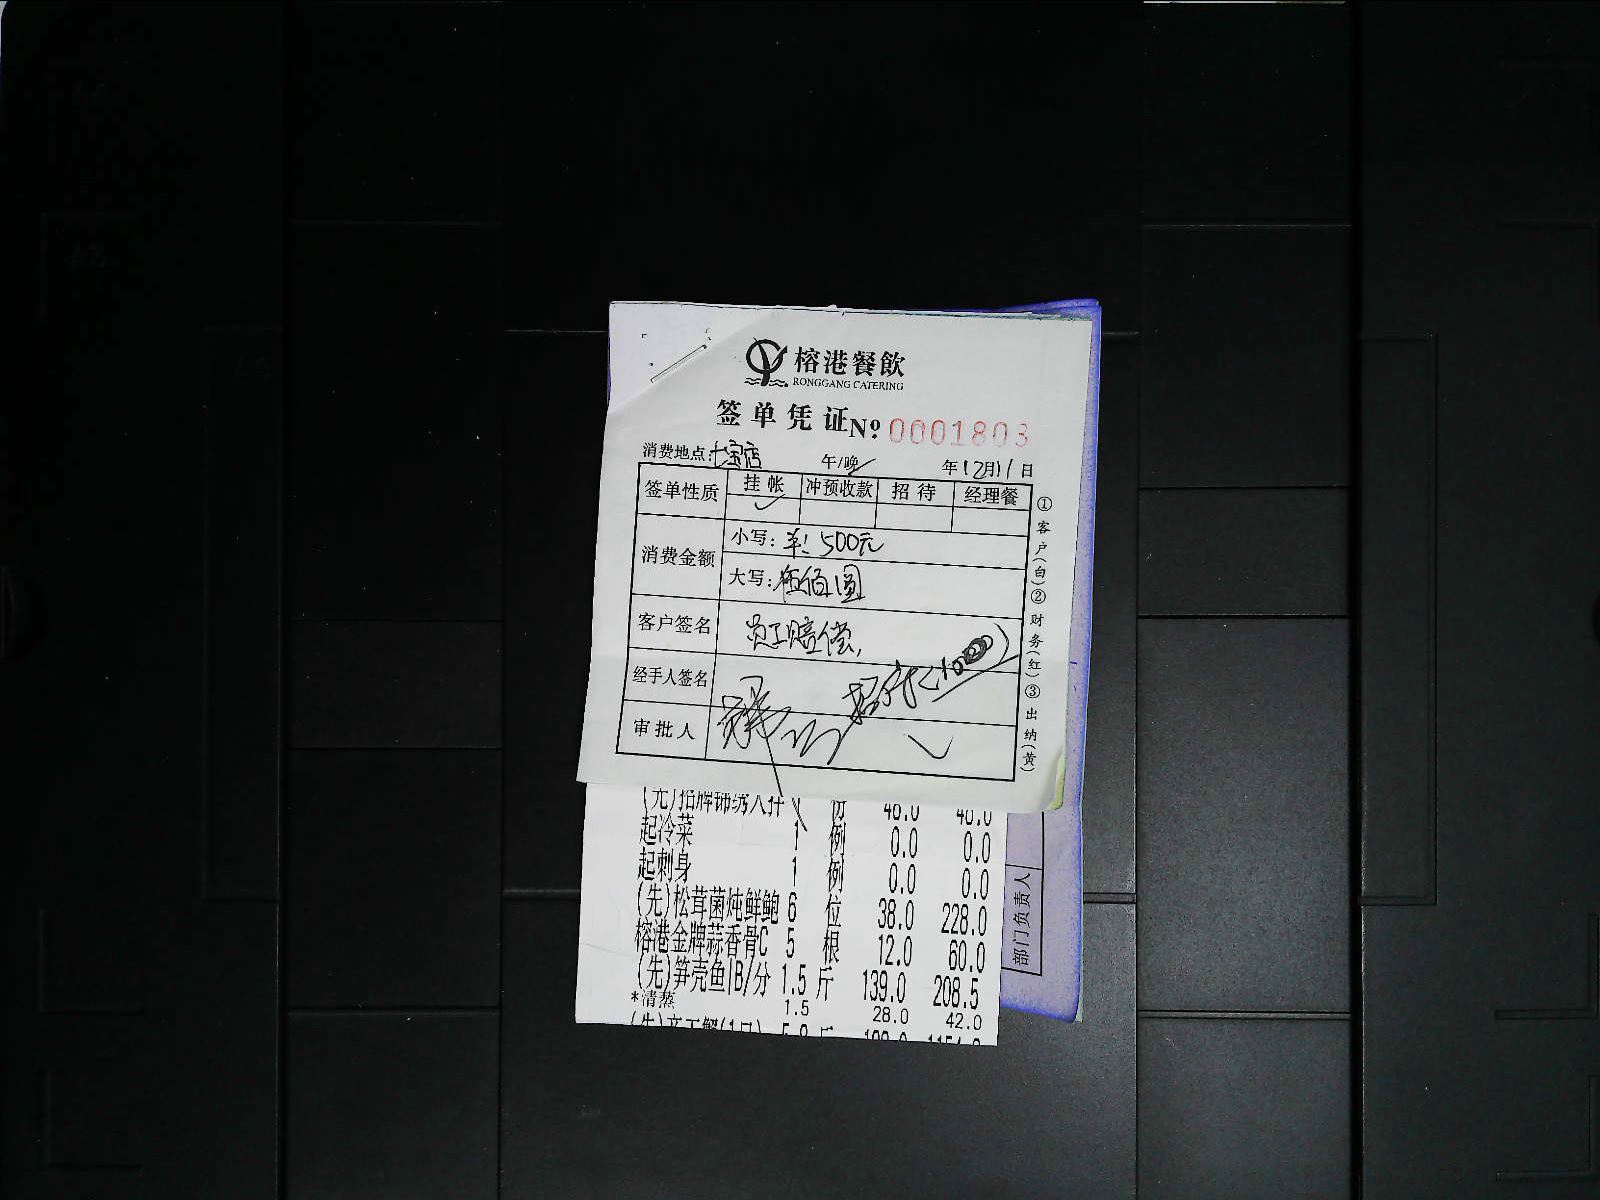 榕港餐飲
RONGGANG CATERING
签单凭证 Nº 0001803
消费地点: 七宝店 午/晚 年12月11日
签单性质 挂帐 冲预收款 招待 经理餐
消费金额
小写: 羊: 500元
大写: 伍佰圆
客户签名 员工赔偿,
经手人签名
审批人
①客户(白)②财务(红)③出纳(黄)
46.0 46.0
起冷菜 1 例 0.0 0.0
起刺身 1 例 0.0 0.0
(先)松茸菌炖鲜鲍 6 位 38.0 228.0
榕港金牌蒜香骨C 5 根 12.0 60.0
(先)笋壳鱼|B/分 1.5 斤 139.0 208.5
*清蒸 1.5 28.0 42.0
部门负责人